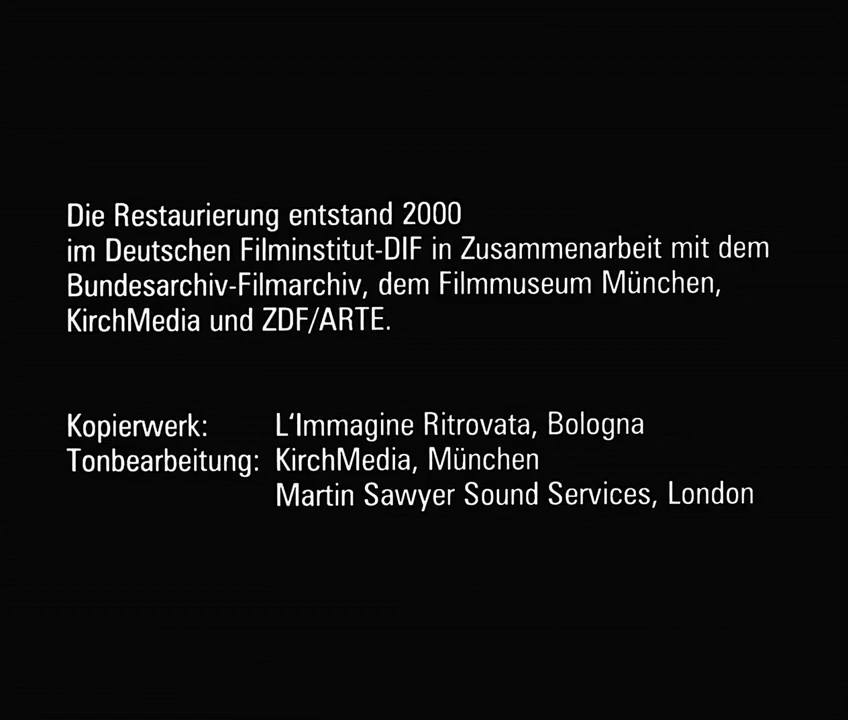 Die Restaurierung entstand 2000
im Deutschen Filminstitut-DIF in Zusammenarbeit mit dem
Bundesarchiv-Filmarchiv, dem Filmmuseum München,
KirchMedia und ZDF/ARTE.
Kopierwerk: L‘Immagine Ritrovata, Bologna
Tonbearbeitung: KirchMedia, München
Martin Sawyer Sound Services, London